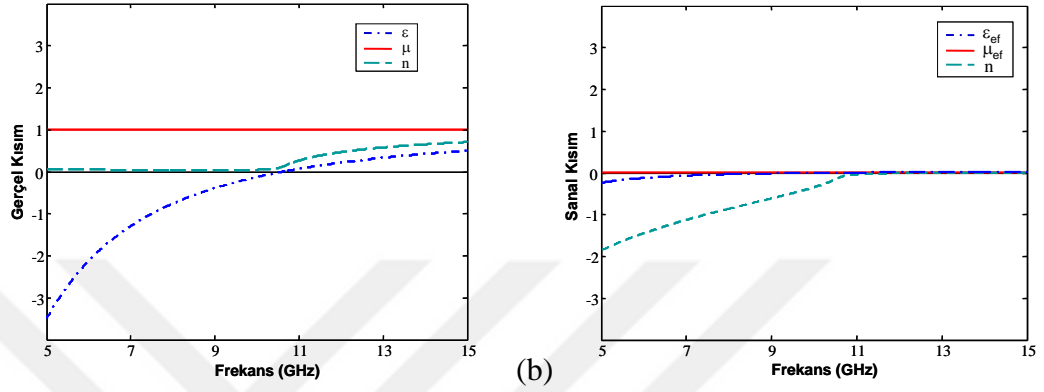 Gerçel Kısım
3
2
1
0
-1
-2
-3
ε
μ
n
5 7 9 11 13 15
Frekans (GHz)
(b)
Sanal Kısım
3
2
1
0
-1
-2
-3
ε_ef
μ_ef
n
5 7 9 11 13 15
Frekans (GHz)